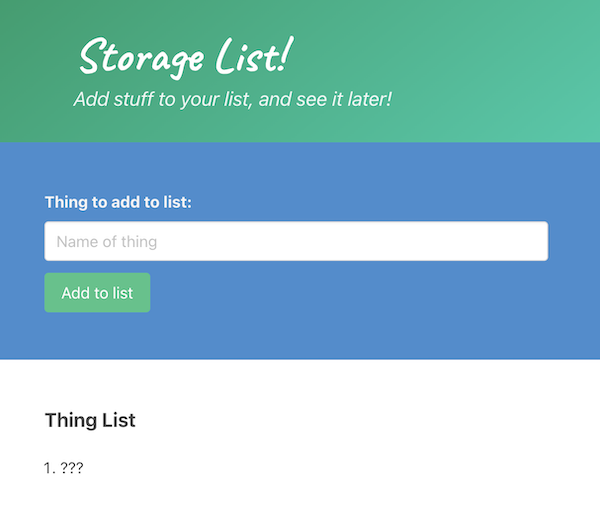 Storage List!
Add stuff to your list, and see it later!
Thing to add to list:
Name of thing
Add to list
Thing List
1. ???